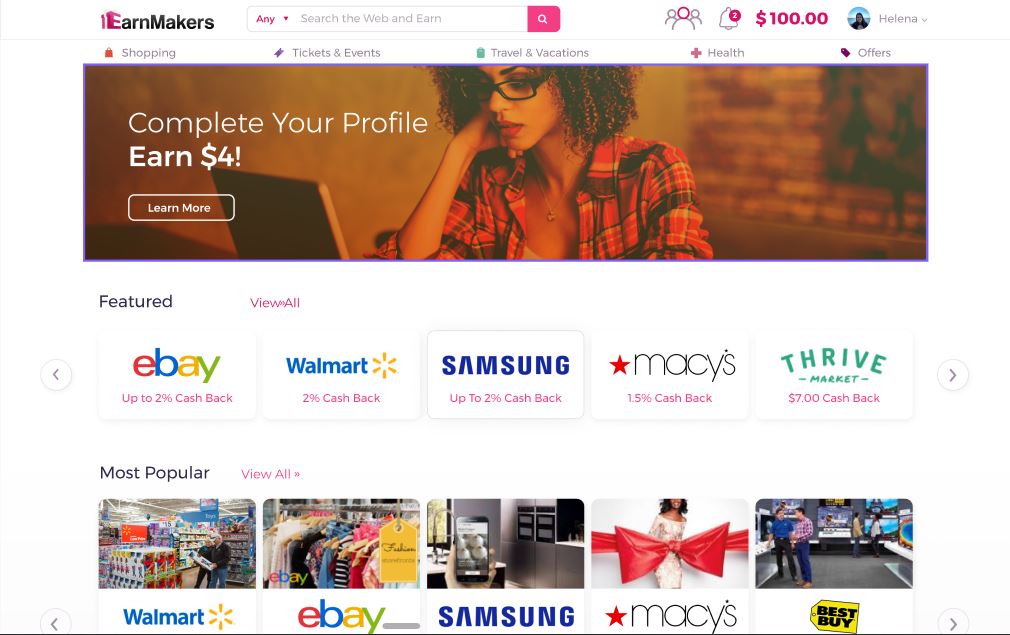 EarnMakers
Any Search the Web and Earn
2
$100.00
Helena
Shopping
Tickets & Events
Travel & Vacations
Health
Offers
Complete Your Profile
Earn $4!
Learn More
Featured
View»All
ebay
Up to 2% Cash Back
Walmart
2% Cash Back
SAMSUNG
Up To 2% Cash Back
macy's
1.5% Cash Back
THRIVE
MARKET
$7.00 Cash Back
Most Popular
View All »
Toys
ebay
Fashion
Walmart
ebay
SAMSUNG
macy's
BEST
BUY